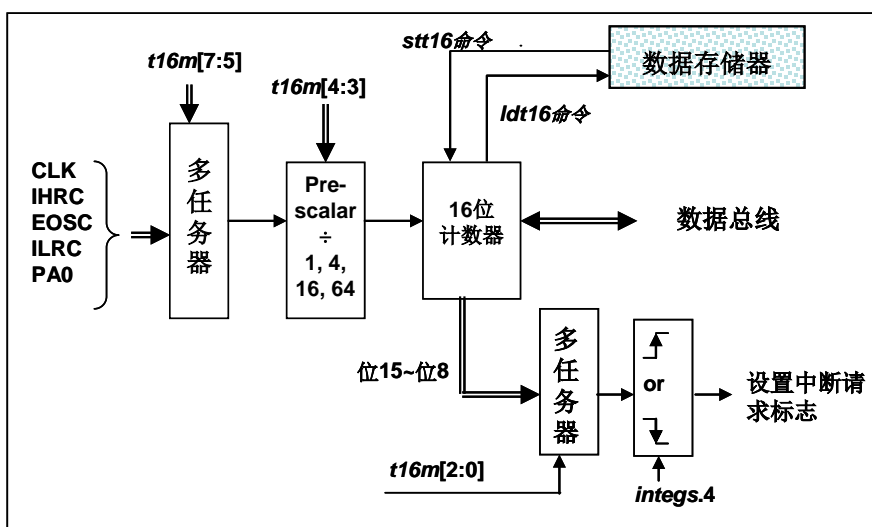 stt16命令
数据存储器
t16m[7:5]
t16m[4:3]
ldt16命令
CLK
IHRC
EOSC
ILRC
PA0
多
任
务
器
Pre-
scalar
÷
1, 4,
16, 64
16位
计数器
数据总线
位15~位8
多
任
务
器
or
设置中断请
求标志
t16m[2:0]
integs.4